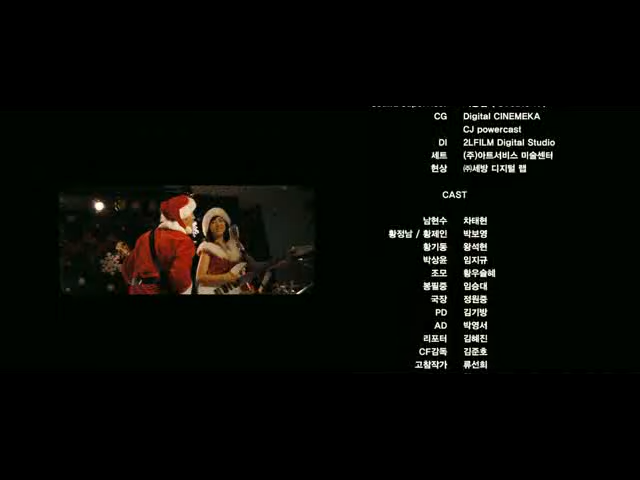 CG Digital CINEMEKA
CJ powercast
DI 2LFILM Digital Studio
세트 (주)아트서비스 미술센터
현상 ㈜세방 디지털 랩
CAST
남현수 차태현
황정남 / 황제인 박보영
황기동 왕석현
박상윤 임지규
조모 황우슬혜
봉필중 임승대
국장 정원중
PD 김기방
AD 박영서
리포터 김혜진
CF감독 김준호
고참작가 류선희